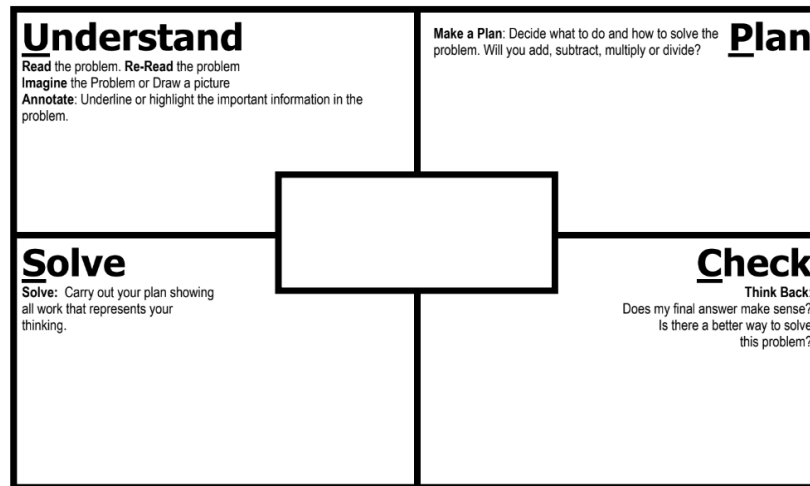 Understand
Read the problem. Re-Read the problem
Imagine the Problem or Draw a picture
Annotate: Underline or highlight the important information in the
problem.
Make a Plan: Decide what to do and how to solve the
problem. Will you add, subtract, multiply or divide?
Plan
Solve
Solve: Carry out your plan showing
all work that represents your
thinking.
Check
Think Back:
Does my final answer make sense?
Is there a better way to solve
this problem?